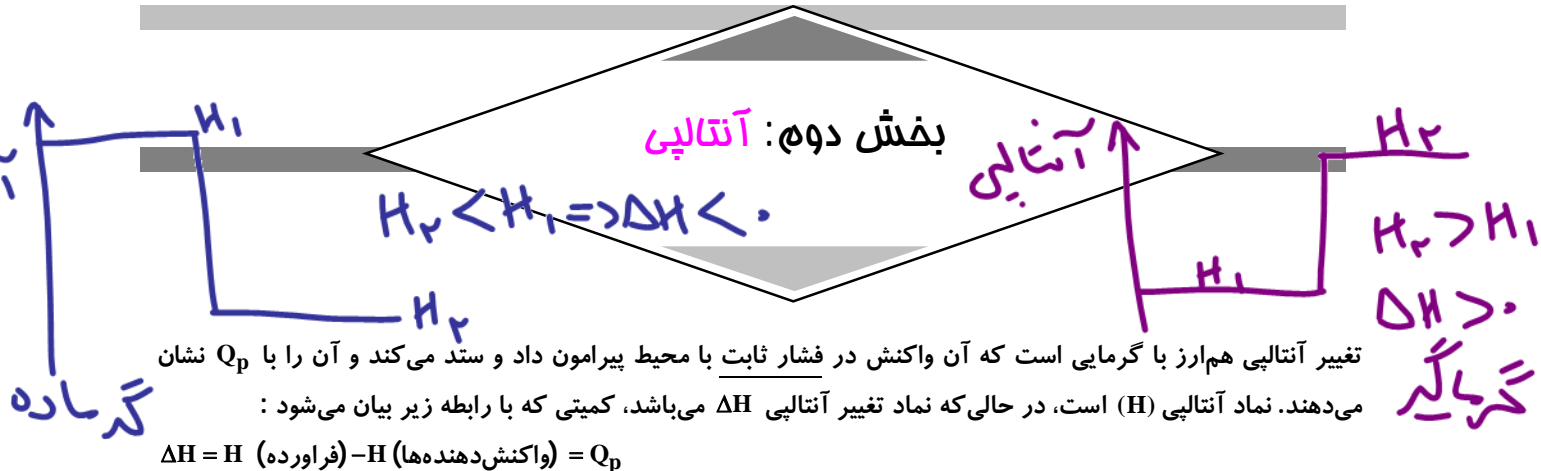 بخش دوم: آنتالپی
H₁
H₂ < H₁ => ΔH < ۰
H₂
گرماده
آنتالپی
H₂
H₁
H₂ > H₁
ΔH > ۰
گرماگیر
تغییر آنتالپی هم‌ارز با گرمایی است که آن واکنش در فشار ثابت با محیط پیرامون داد و ستد می‌کند و آن را با Qₚ نشان
می‌دهند. نماد آنتالپی (H) است، در حالی‌که نماد تغییر آنتالپی ΔH می‌باشد، کمیتی که با رابطه زیر بیان می‌شود :
ΔH = H (فراورده) – H (واکنش‌دهنده‌ها) = Qₚ